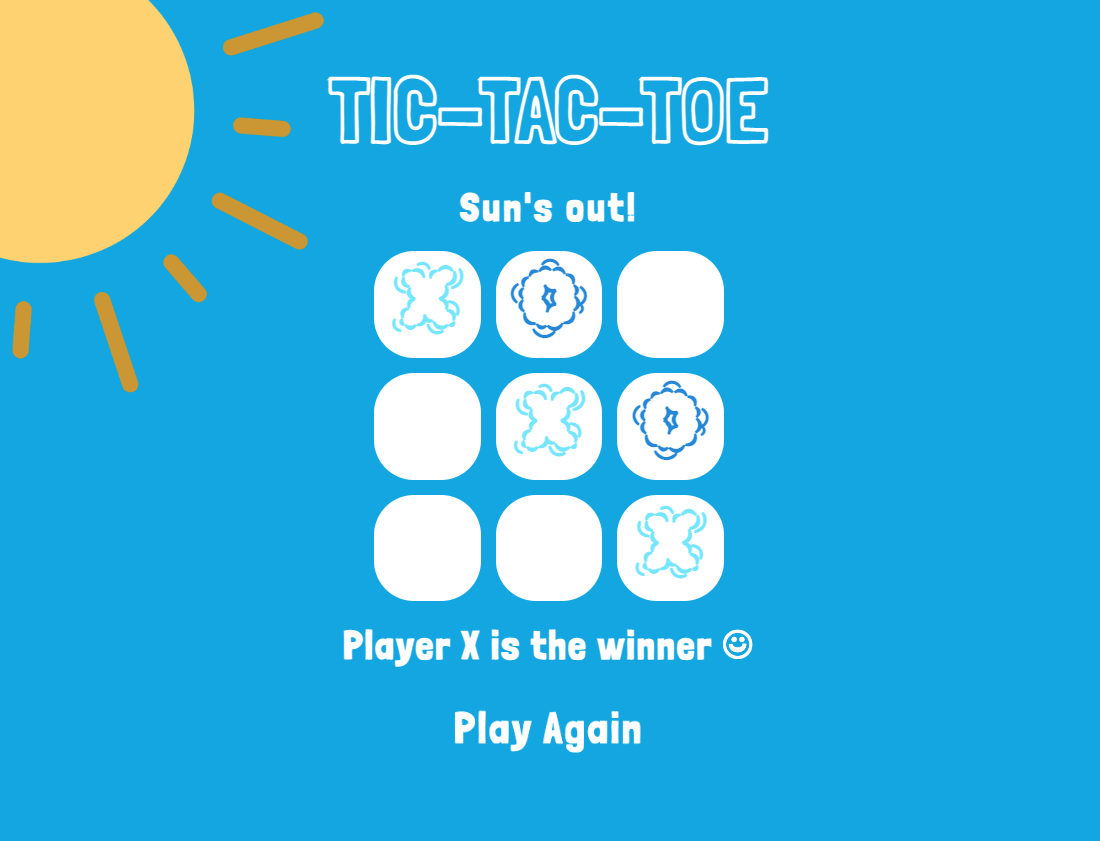 TIC-TAC-TOE
Sun's out!
X O
X O
X
Player X is the winner ☺
Play Again